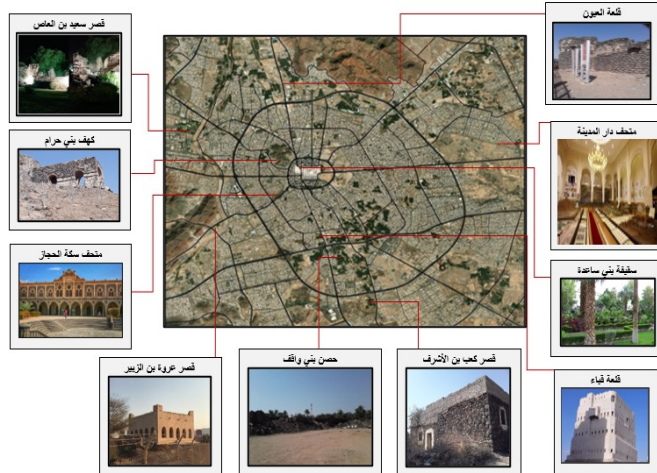 قلعة العيون
قصر سعيد بن العاص
متحف دار المدينة
كهف بني حرام
متحف سكة الحجاز
سقيفة بني ساعدة
قصر كعب بن الأشرف
حصن بني واقف
قصر عروة بن الزبير
قلعة قباء